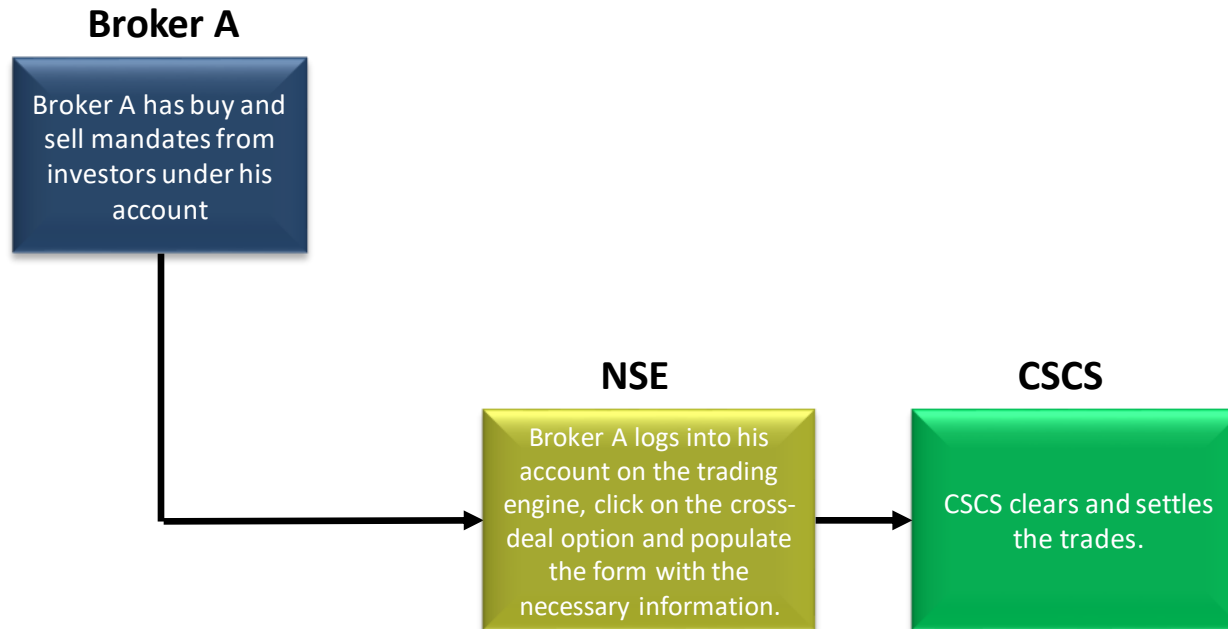 Broker A
Broker A has buy and
sell mandates from
investors under his
account
NSE
Broker A logs into his
account on the trading
engine, click on the cross-
deal option and populate
the form with the
necessary information.
CSCS
CSCS clears and settles
the trades.